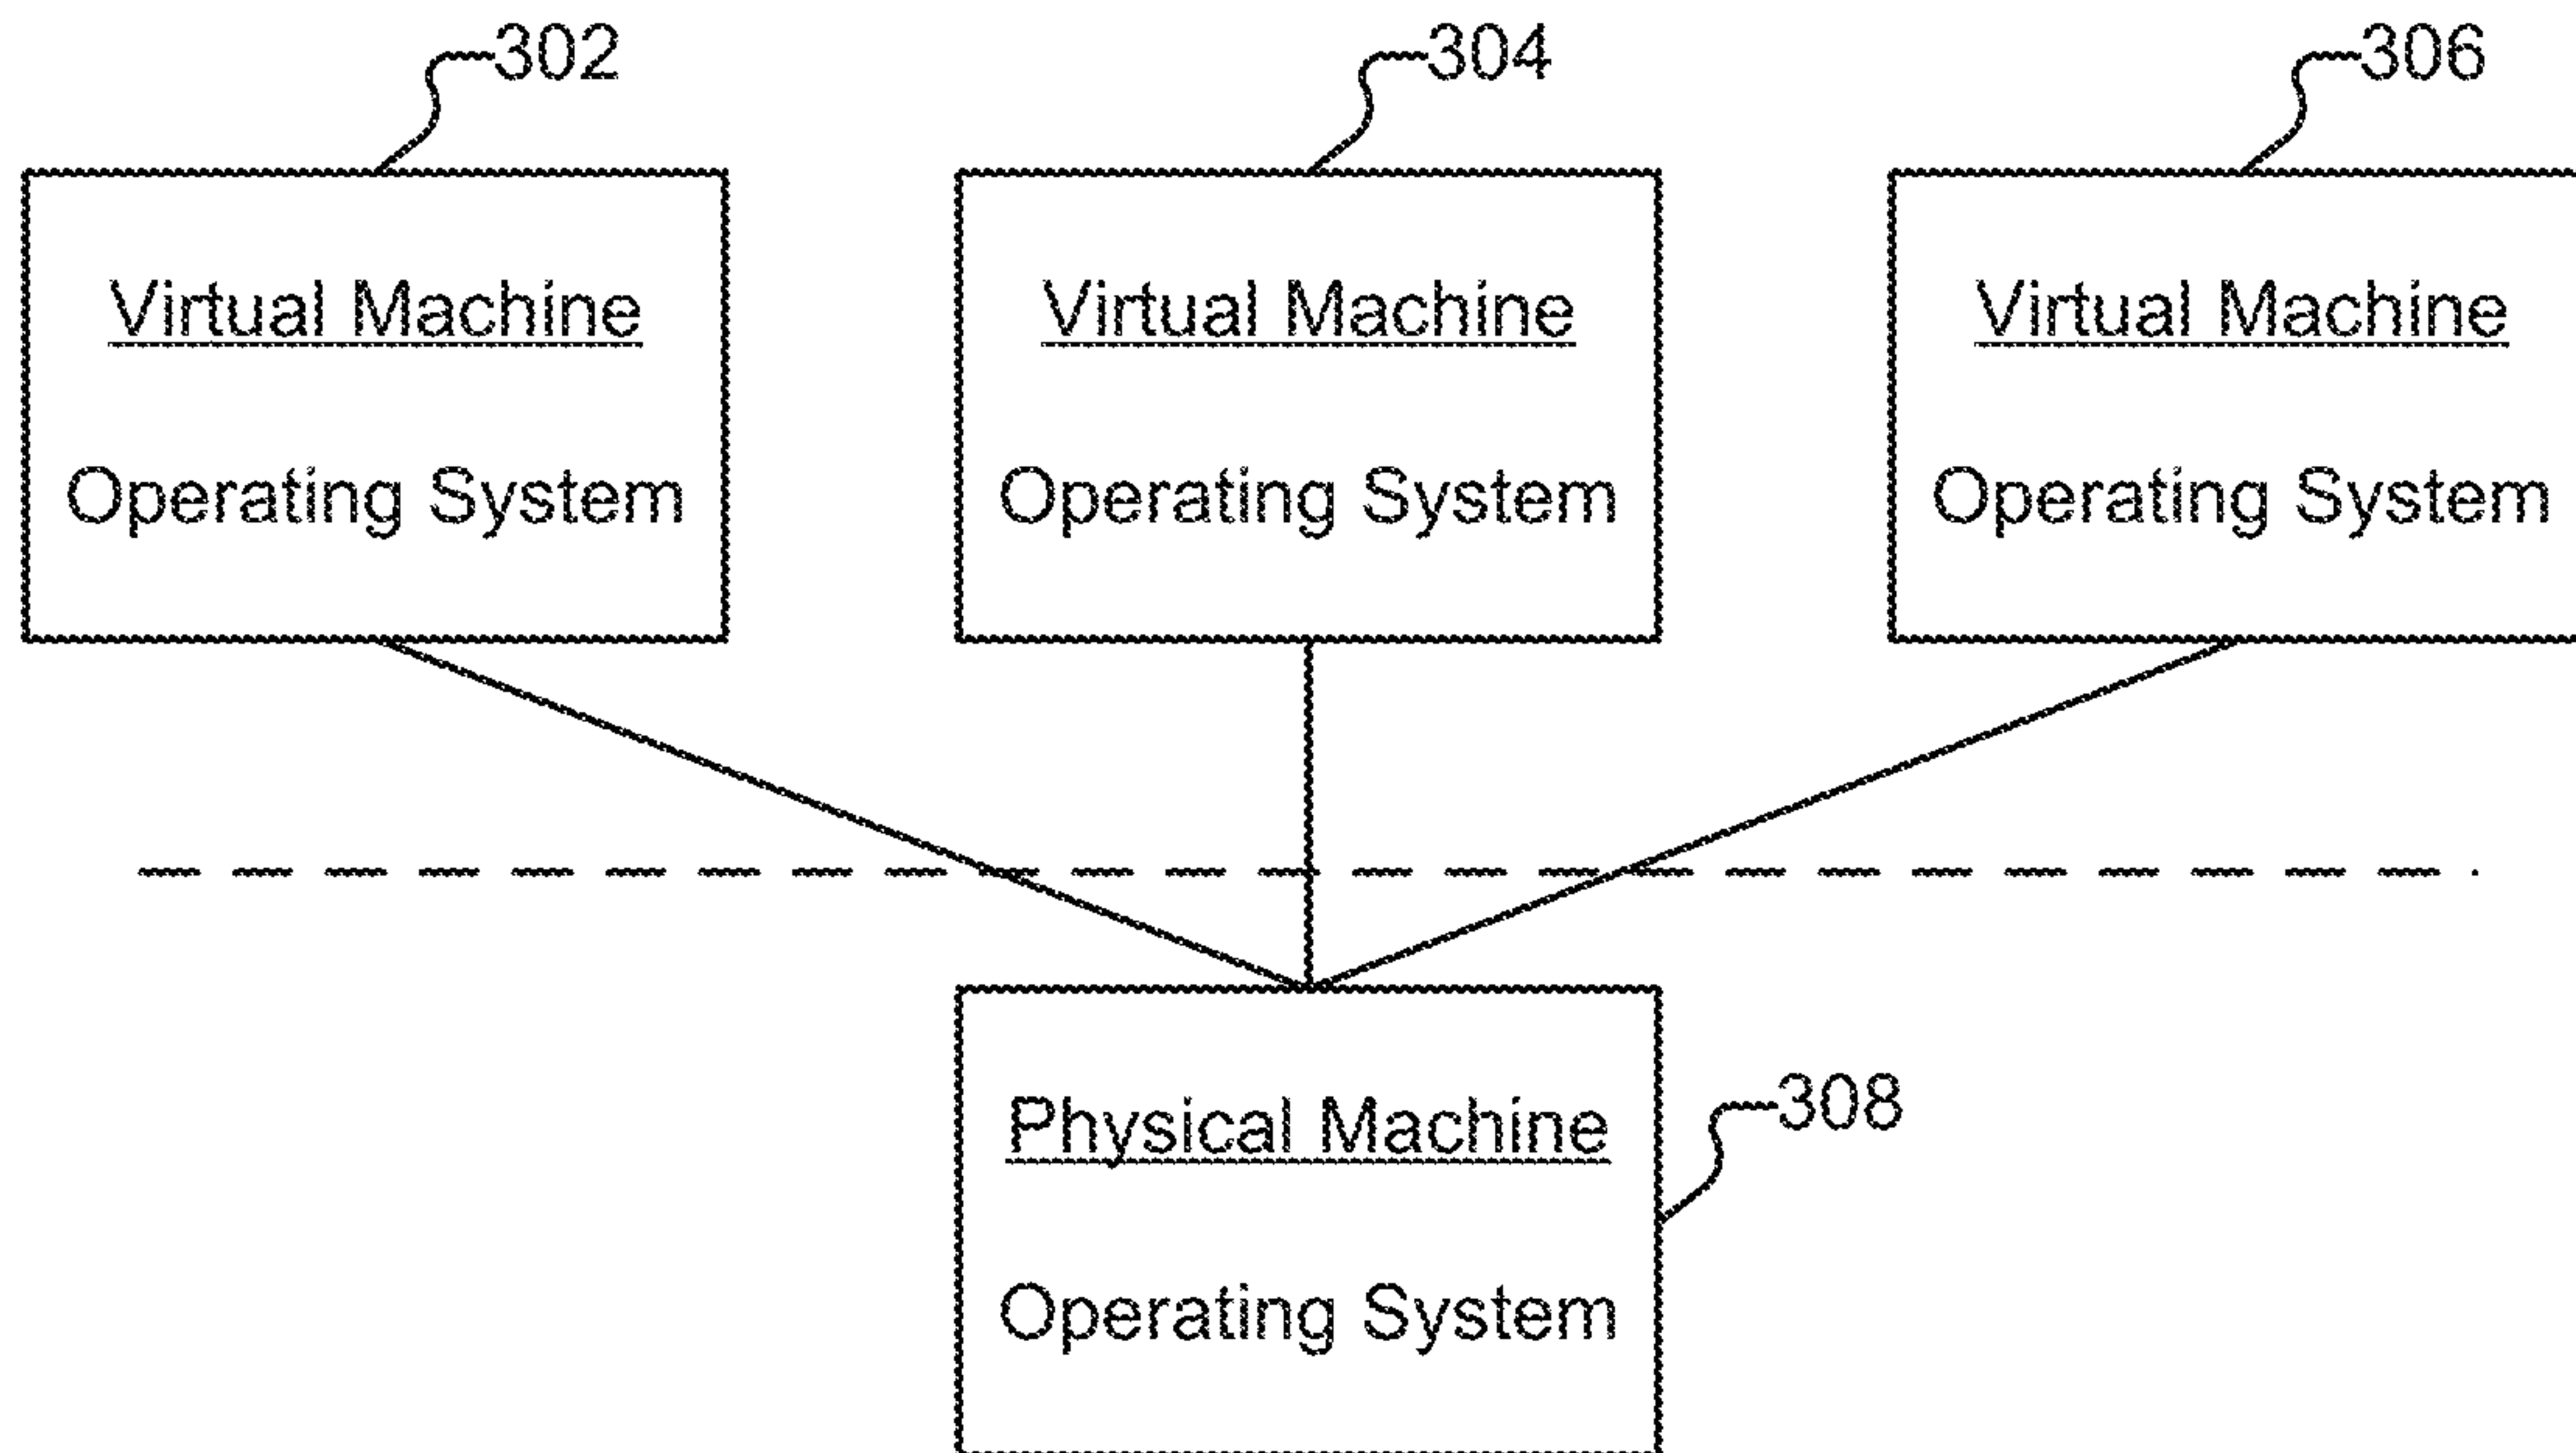 302
304
306
Virtual Machine
Operating System
Virtual Machine
Operating System
Virtual Machine
Operating System
308
Physical Machine
Operating System